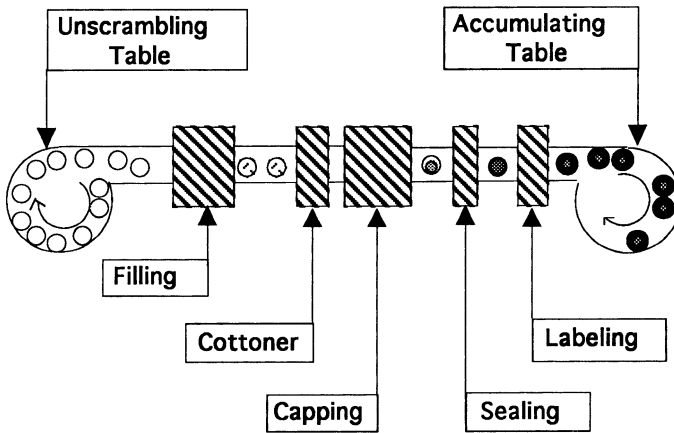 Unscrambling
Table
Accumulating
Table
Filling
Cottoner
Labeling
Capping
Sealing